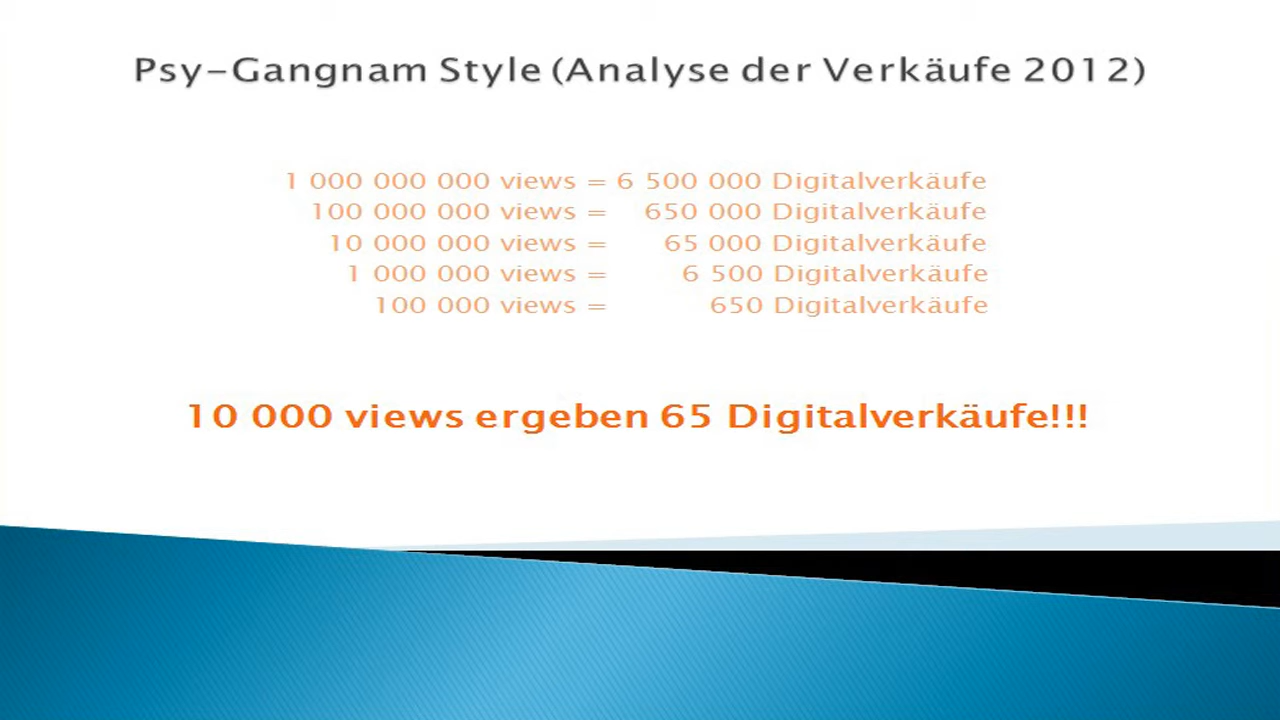 Psy-Gangnam Style (Analyse der Verkäufe 2012)
1 000 000 000 views = 6 500 000 Digitalverkäufe
100 000 000 views = 650 000 Digitalverkäufe
10 000 000 views = 65 000 Digitalverkäufe
1 000 000 views = 6 500 Digitalverkäufe
100 000 views = 650 Digitalverkäufe
10 000 views ergeben 65 Digitalverkäufe!!!